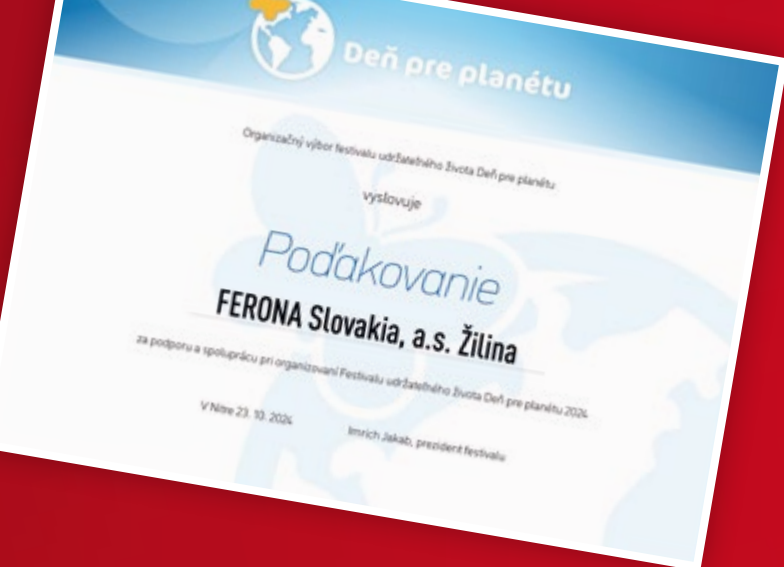 Deň pre planétu
Organizačný výbor festivalu udržateľného života Deň pre planétu
vyslovuje
Poďakovanie
FERONA Slovakia, a.s. Žilina
za podporu a spoluprácu pri organizovaní Festivalu udržateľného života Deň pre planétu 2024
V Nitre 23. 10. 2024
Imrich Jakab, prezident festivalu